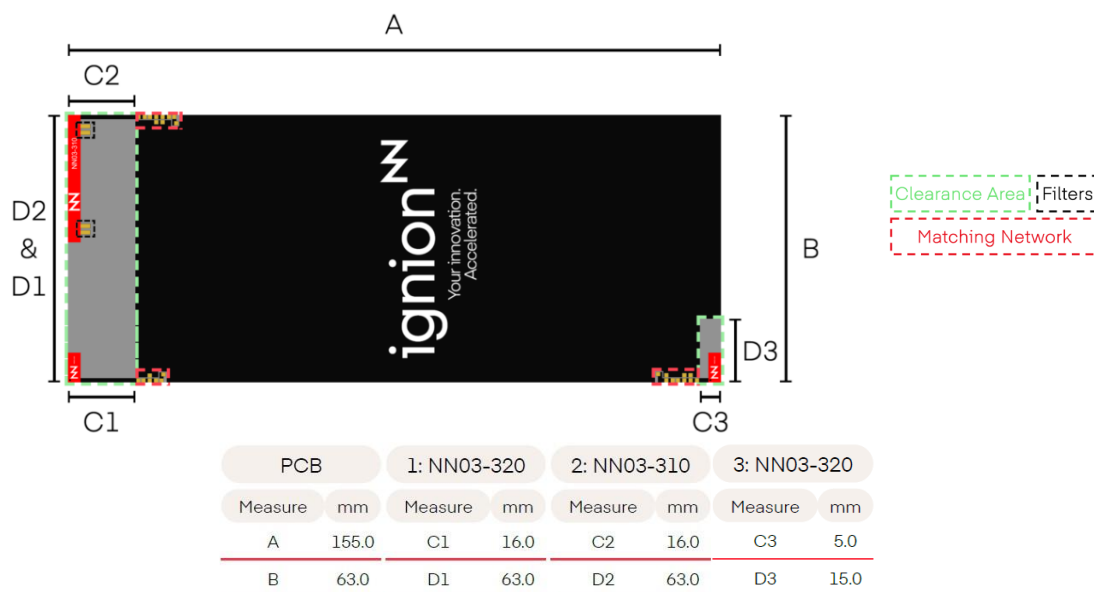 A
C2
NN03-310
D2
&
D1
ignion
Your innovation.
Accelerated.
B
D3
C1
C3
Clearance Area
Filters
Matching Network
PCB 1: NN03-320 2: NN03-310 3: NN03-320
Measure mm Measure mm Measure mm Measure mm
A 155.0 C1 16.0 C2 16.0 C3 5.0
B 63.0 D1 63.0 D2 63.0 D3 15.0